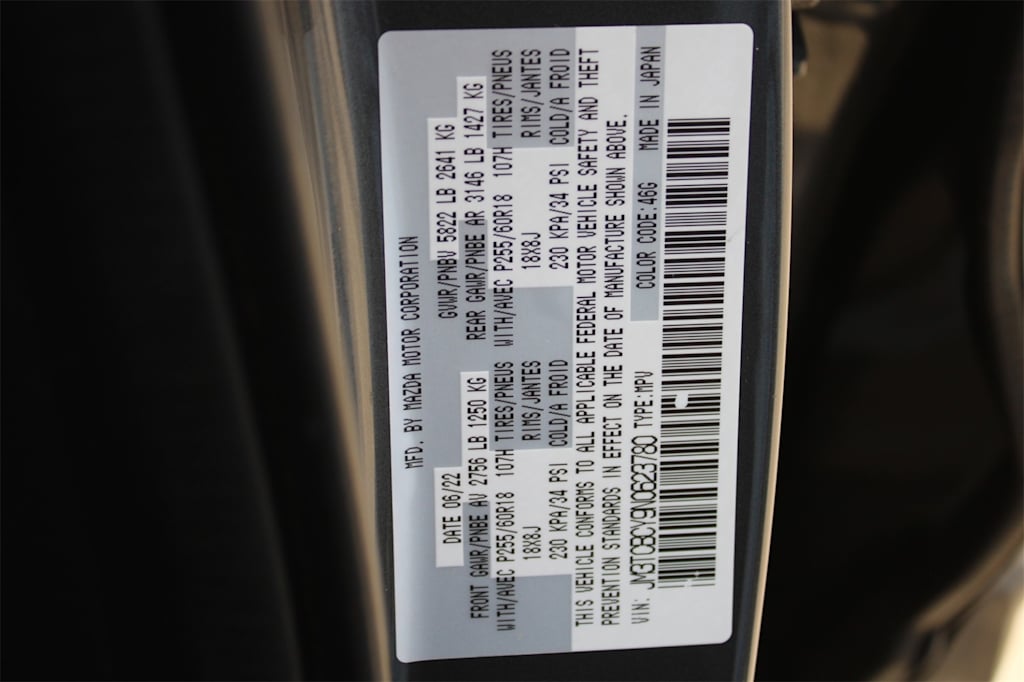 MFD. BY MAZDA MOTOR CORPORATION
DATE 06/22 GVWR/PNBV 5822 LB 2641 KG
FRONT GAWR/PNBE AV 2756 LB 1250 KG REAR GAWR/PNBE AR 3146 LB 1427 KG
WITH/AVEC P255/60R18 107H TIRES/PNEUS WITH/AVEC P255/60R18 107H TIRES/PNEUS
18X8J RIMS/JANTES 18X8J RIMS/JANTES
230 KPA/34 PSI COLD/A FROID 230 KPA/34 PSI COLD/A FROID
THIS VEHICLE CONFORMS TO ALL APPLICABLE FEDERAL MOTOR VEHICLE SAFETY AND THEFT
PREVENTION STANDARDS IN EFFECT ON THE DATE OF MANUFACTURE SHOWN ABOVE.
VIN: JM3TCBCY9N0623780 TYPE:MPV COLOR CODE:46G MADE IN JAPAN